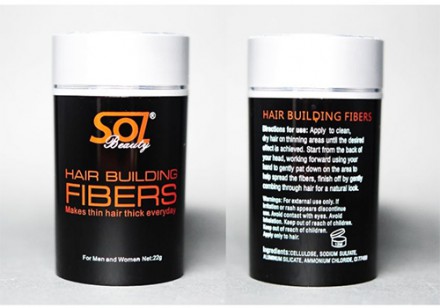 Sol®
Beauty
HAIR BUILDING
FIBERS
Makes thin hair thick everyday
For Men and Women Net:22g
HAIR BUILDING FIBERS
Directions for use: Apply to clean,
dry hair on thinning areas until the desired
effect is achieved. Start from the back of
your head, working forward using your
hand to gently pat down on the area to
help spread the fibers, finish off by gently
combing through hair for a natural look.
Warnings: For external use only. If
irritation or rash appears discontinue
use. Avoid contact with eyes. Avoid
inhalation. Keep out of reach of children.
Keep out of reach of children.
Apply only to hair.
Ingredients:CELLULOSE, SODIUM SULFATE,
ALUMINUM SILICATE, AMMONIUM CHLORIDE,